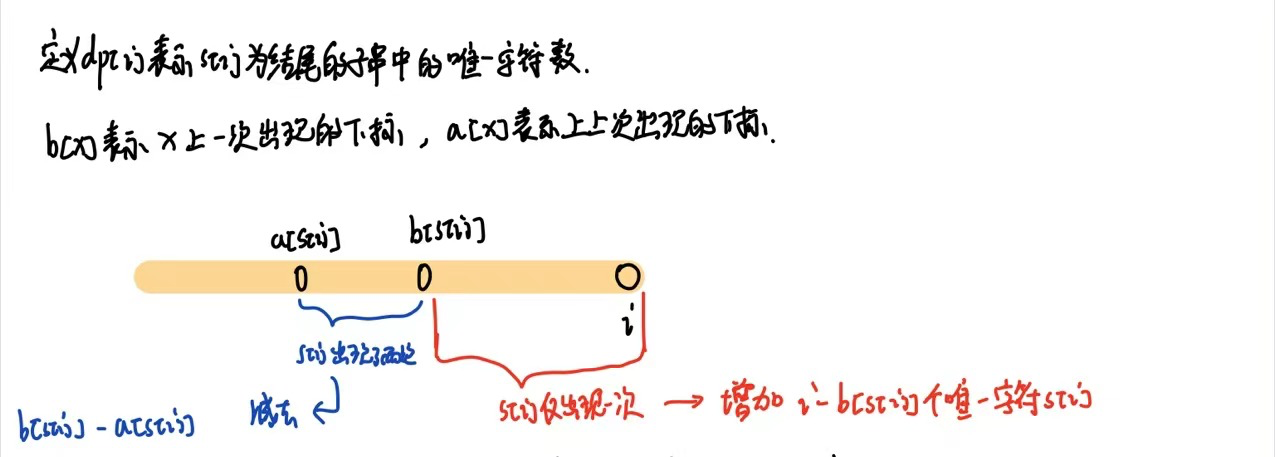 定义dp[i]表示s[i]为结尾的子串中的唯一字符数.
b[x]表示x上一次出现的下标, a[x]表示上上次出现的下标.
a[s[i]] b[s[i]]
i
s[i]出现了两次
s[i]仅出现一次 → 增加 i-b[s[i]]个唯一字符s[i]
减去
b[s[i]] - a[s[i]]